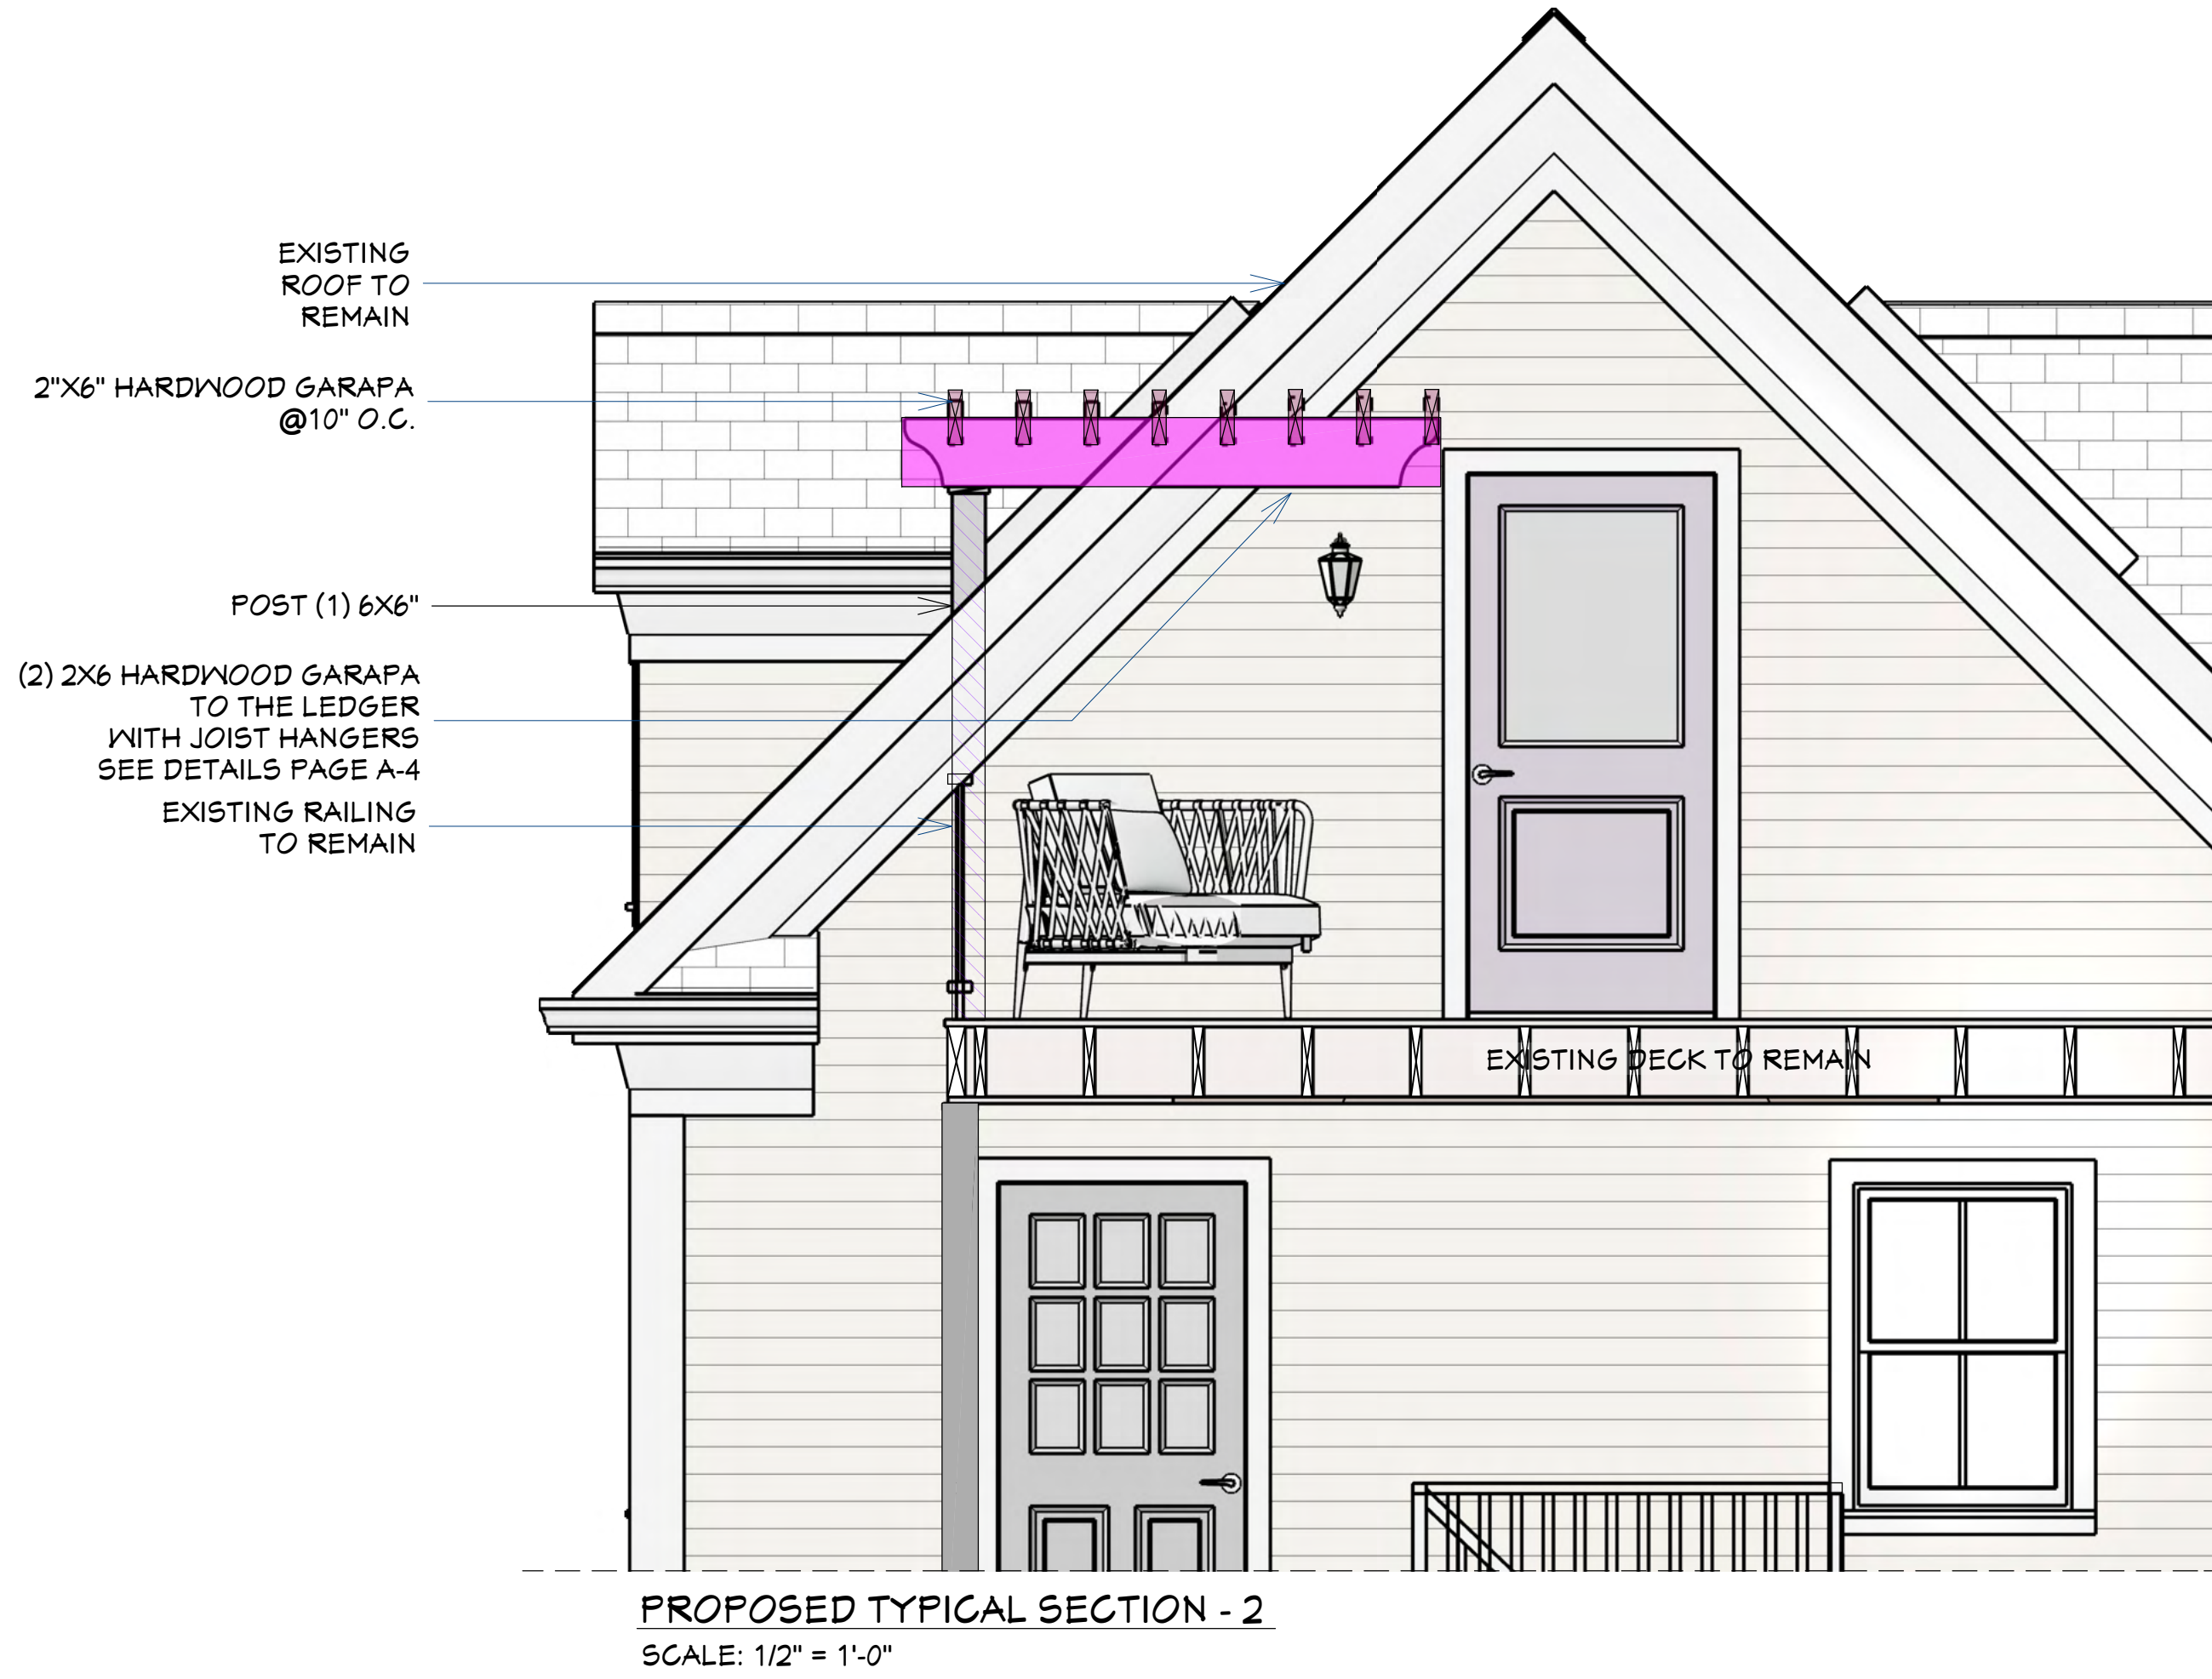 EXISTING
ROOF TO
REMAIN
2"X6" HARDWOOD GARAPA
@10" O.C.
POST (1) 6X6"
(2) 2X6 HARDWOOD GARAPA
TO THE LEDGER
WITH JOIST HANGERS
SEE DETAILS PAGE A-4
EXISTING RAILING
TO REMAIN
EXISTING DECK TO REMAIN
PROPOSED TYPICAL SECTION - 2
SCALE: 1/2" = 1'-0"